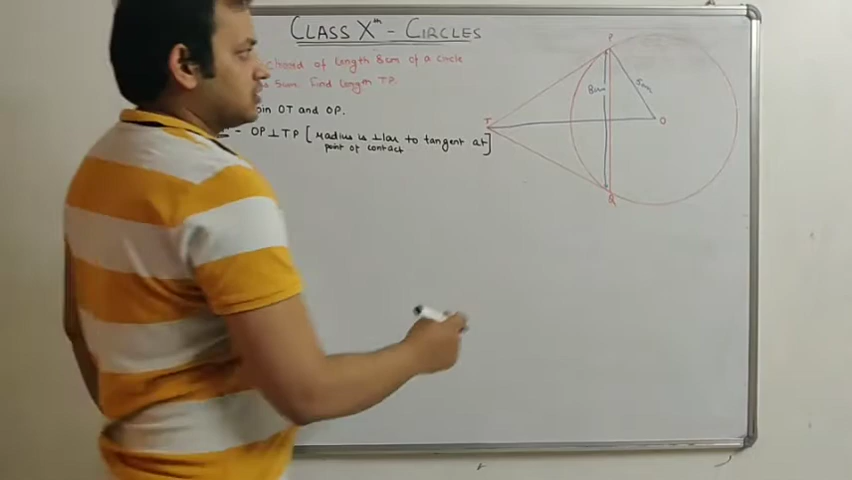 CLASS Xth - CIRCLES
chord of length 8cm of a circle
5cm. Find length TP.
OT and OP.
- OP⊥TP [radius is ⊥lar to tangent at
point of contact]
P
8cm
5cm
T
O
Q